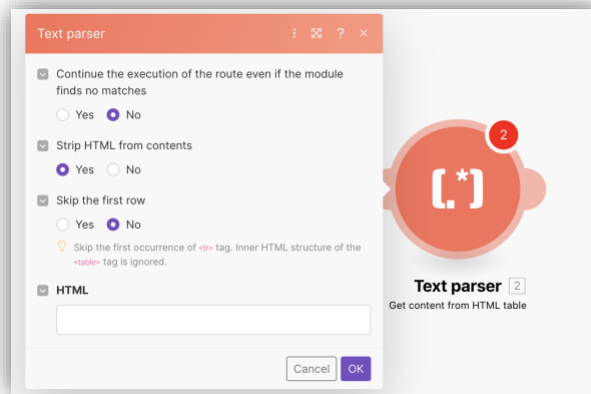 Text parser
?
Continue the execution of the route even if the module
finds no matches
Yes No
Strip HTML from contents
Yes No
Skip the first row
Yes No
Skip the first occurrence of <tr> tag. Inner HTML structure of the
<table> tag is ignored.
HTML
Cancel OK
2
(.*)
Text parser 2
Get content from HTML table